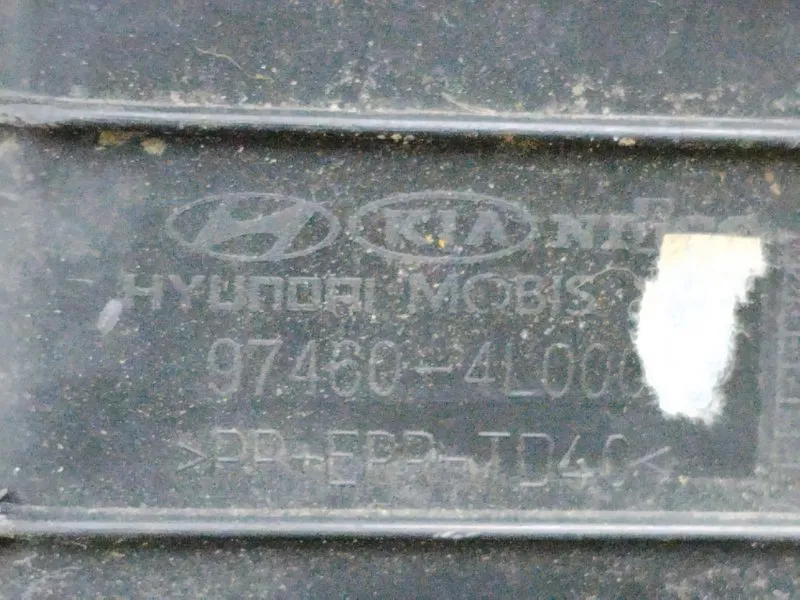 KIA
HYUNDAI MOBIS
97460-4L000
>PP+EPP-TD40<